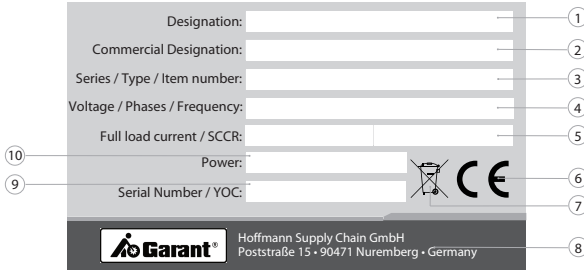 Designation: 1
Commercial Designation: 2
Series / Type / Item number: 3
Voltage / Phases / Frequency: 4
Full load current / SCCR: 5
10 Power:
6
9 Serial Number / YOC: 7
Garant®
Hoffmann Supply Chain GmbH
Poststraße 15 • 90471 Nuremberg • Germany 8
CE